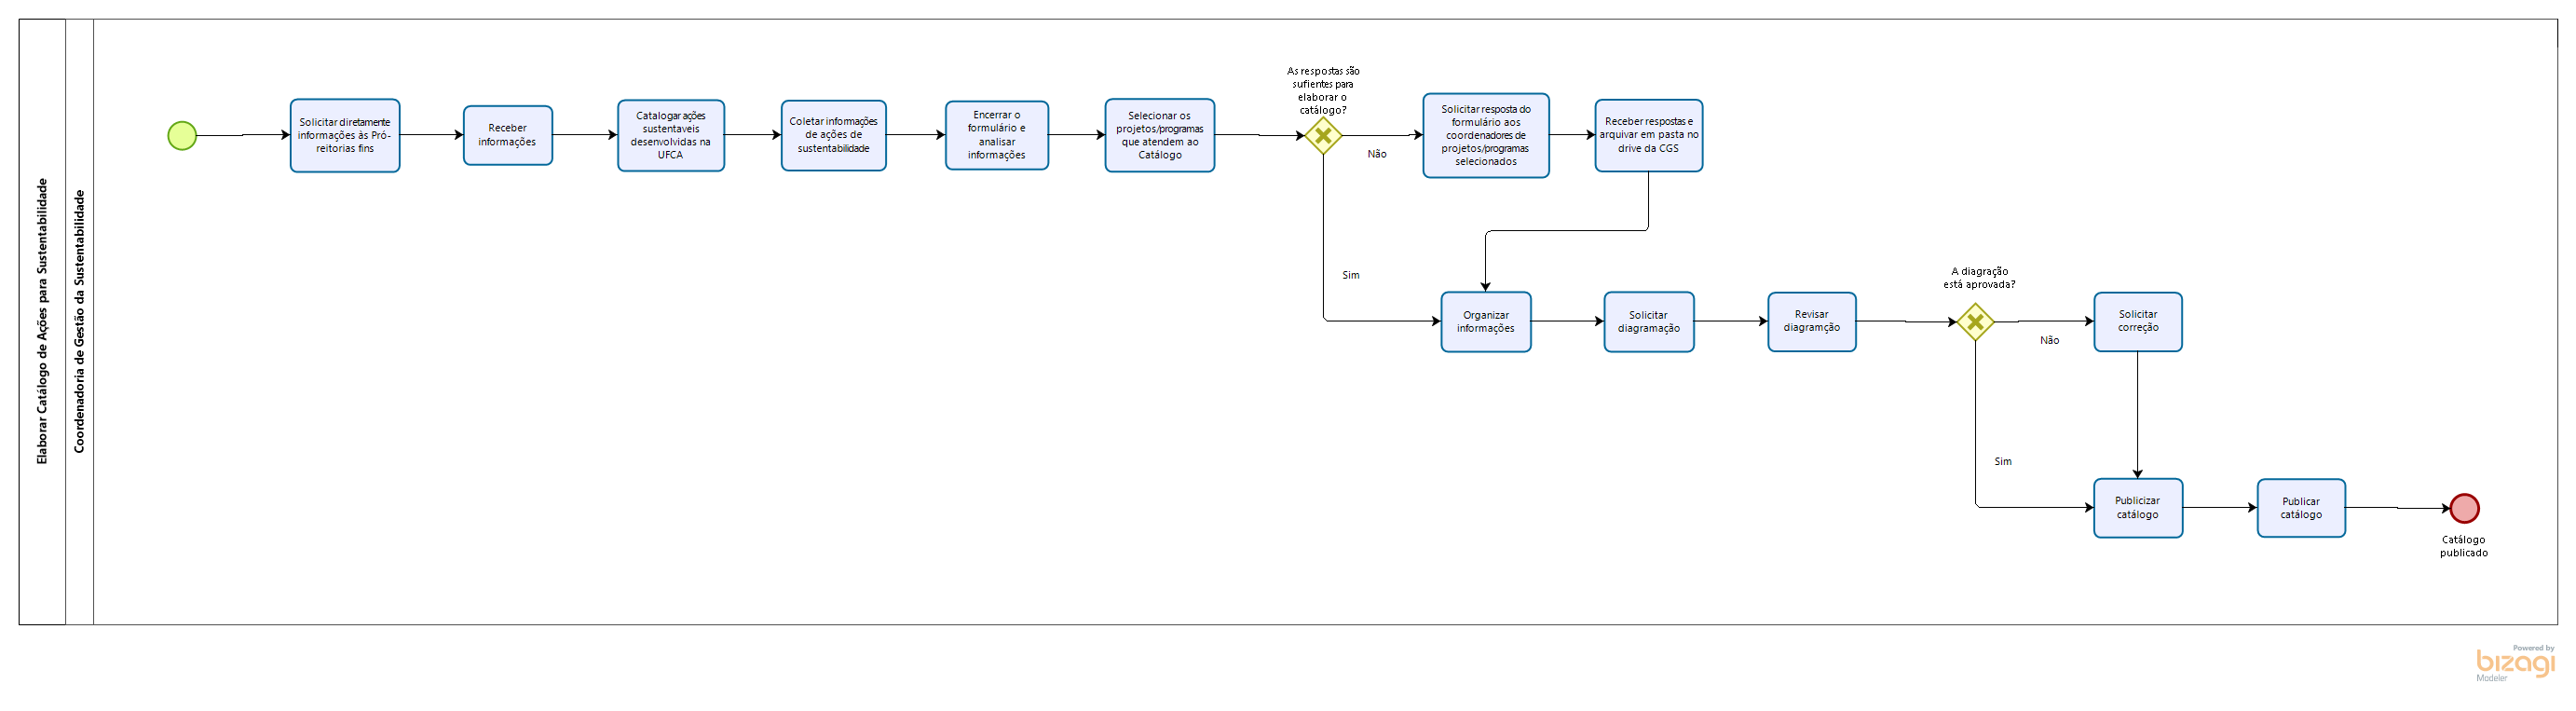 Elaborar Catálogo de Ações para Sustentabilidade
Coordenadoria de Gestão da Sustentabilidade
Solicitar diretamente
informações às Pró-
reitorias fins
Receber
informações
Catalogar ações
sustentaveis
desenvolvidas na
UFCA
Coletar informações
de ações de
sustentabilidade
Encerrar o
formulário e
analisar
informações
Selecionar os
projetos/programas
que atendem ao
Catálogo
As respostas são
sufientes para
elaborar o
catálogo?
Não
Sim
Solicitar resposta do
formulário aos
coordenadores de
projetos/programas
selecionados
Receber respostas e
arquivar em pasta no
drive da CGS
Organizar
informações
Solicitar
diagramação
Revisar
diagramção
A diagração
está aprovada?
Não
Sim
Solicitar
correção
Publicizar
catálogo
Publicar
catálogo
Catálogo
publicado
Powered by
bizagi
Modeler